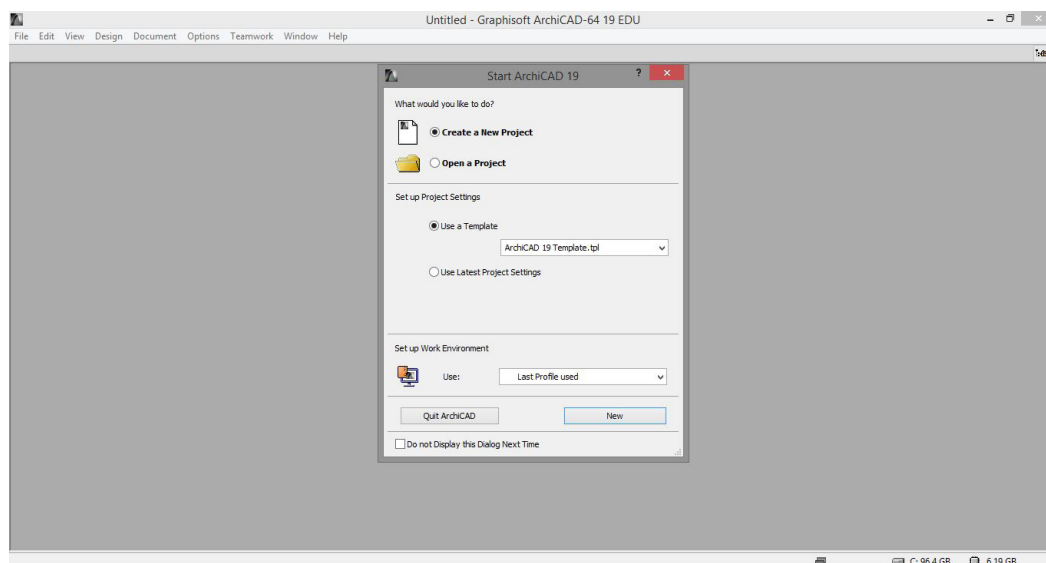 Untitled - Graphisoft ArchiCAD-64 19 EDU
File Edit View Design Document Options Teamwork Window Help
Start ArchiCAD 19 ?
What would you like to do?
Create a New Project
Open a Project
Set up Project Settings
Use a Template
ArchiCAD 19 Template.tpl
Use Latest Project Settings
Set up Work Environment
Use: Last Profile used
Quit ArchiCAD New
Do not Display this Dialog Next Time
C: 96.4 GB 6.19 GB